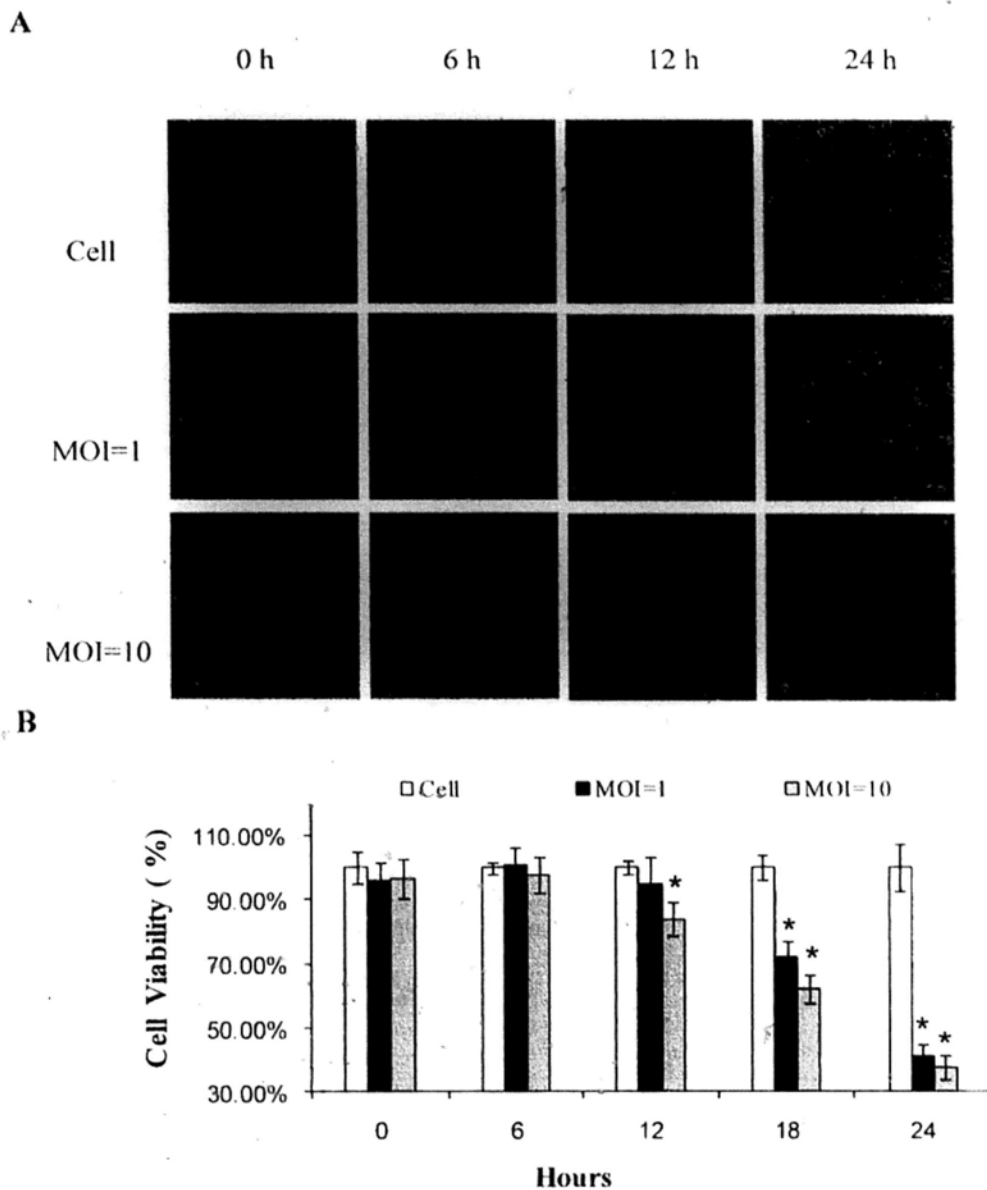 A
0 h 6 h 12 h 24 h
Cell
MOI=1
MOI=10
B
Cell MOI=1 MOI=10
Cell Viability ( %)
110.00%
90.00%
70.00%
50.00%
30.00%
* * * * *
0 6 12 18 24
Hours